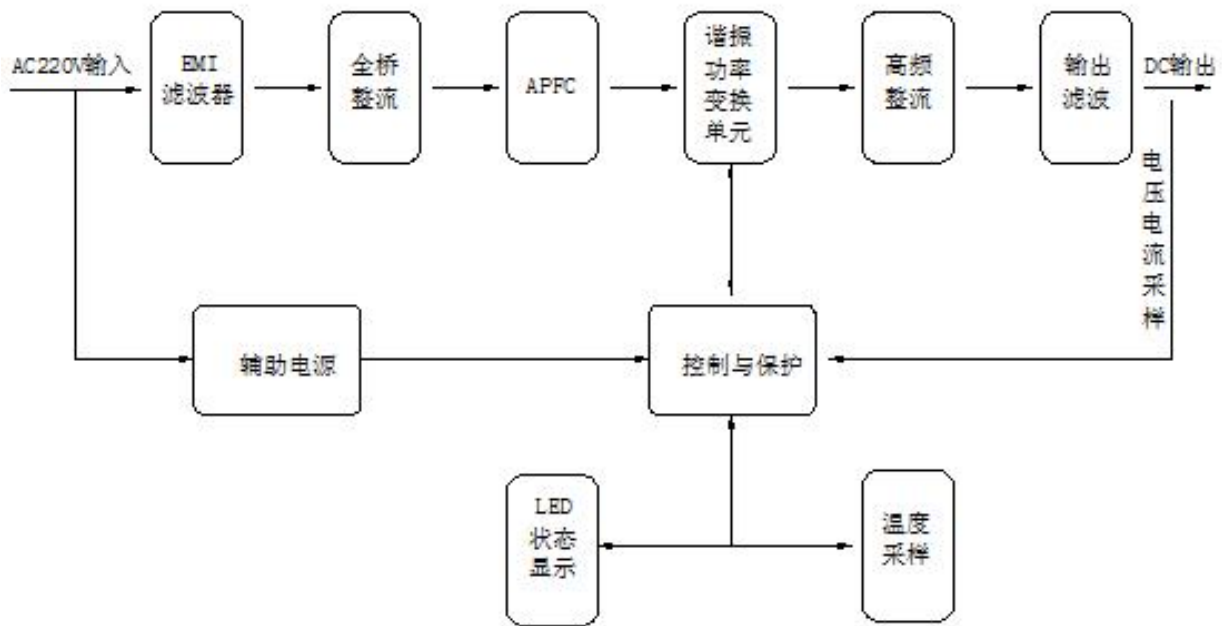 AC220V输入
EMI
滤波器
全桥
整流
APFC
谐振
功率
变换
单元
高频
整流
输出
滤波
DC输出
电压电流采样
辅助电源
控制与保护
LED
状态
显示
温度
采样